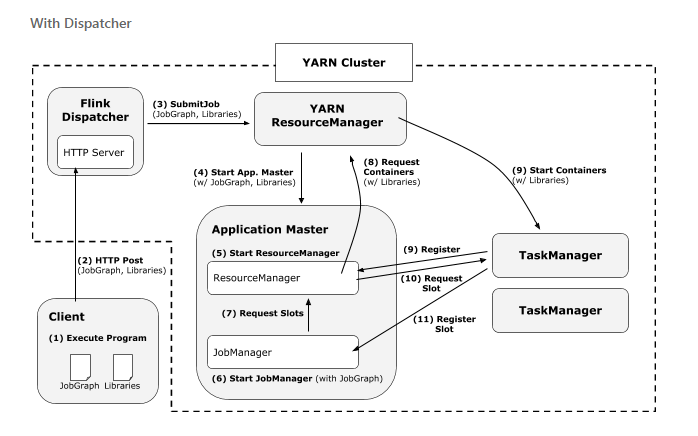 With Dispatcher
YARN Cluster
Flink
Dispatcher
HTTP Server
(3) SubmitJob
(JobGraph, Libraries)
YARN
ResourceManager
(4) Start App. Master
(w/ JobGraph, Libraries)
(8) Request
Containers
(w/ Libraries)
(9) Start Containers
(w/ Libraries)
(2) HTTP Post
(JobGraph, Libraries)
Application Master
(5) Start ResourceManager
ResourceManager
(7) Request Slots
JobManager
(6) Start JobManager (with JobGraph)
(9) Register
(10) Request
Slot
(11) Register
Slot
TaskManager
TaskManager
Client
(1) Execute Program
JobGraph Libraries